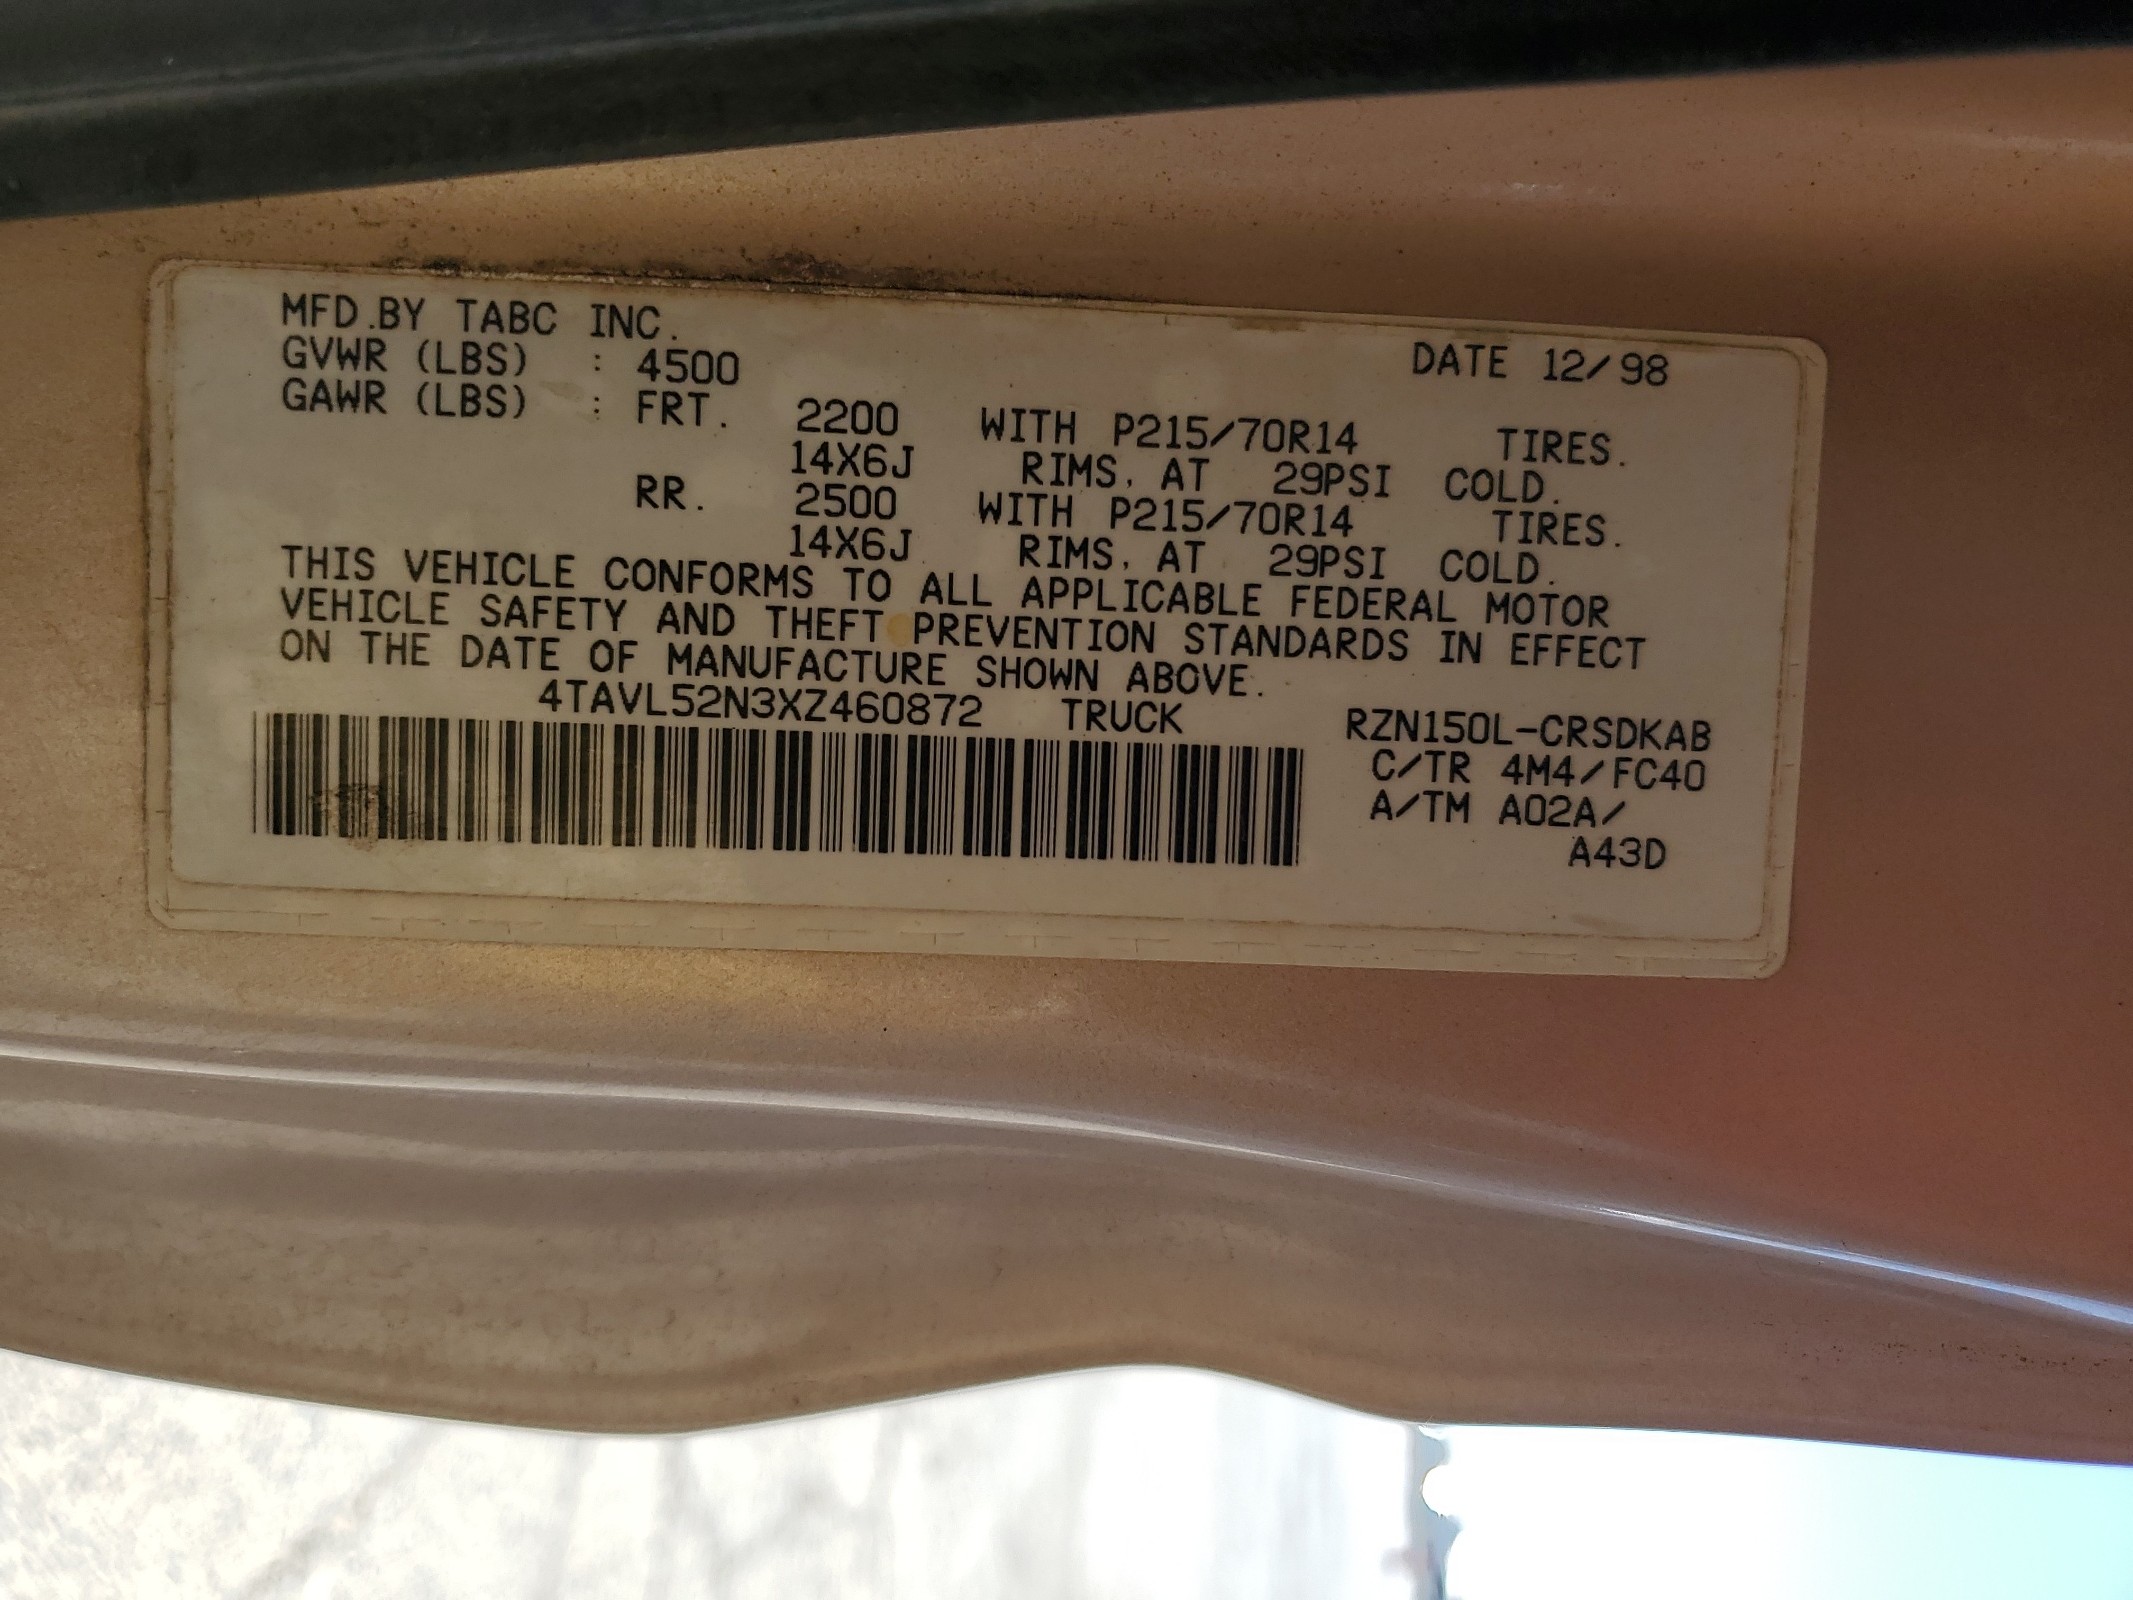 MFD.BY TABC INC.
DATE 12/98
GVWR (LBS) : 4500
GAWR (LBS) : FRT. 2200 WITH P215/70R14 TIRES.
14X6J RIMS, AT 29PSI COLD.
RR. 2500 WITH P215/70R14 TIRES.
14X6J RIMS, AT 29PSI COLD.
THIS VEHICLE CONFORMS TO ALL APPLICABLE FEDERAL MOTOR
VEHICLE SAFETY AND THEFT PREVENTION STANDARDS IN EFFECT
ON THE DATE OF MANUFACTURE SHOWN ABOVE.
4TAVL52N3XZ460872 TRUCK RZN150L-CRSDKAB
C/TR 4M4/FC40
A/TM A02A/
A43D